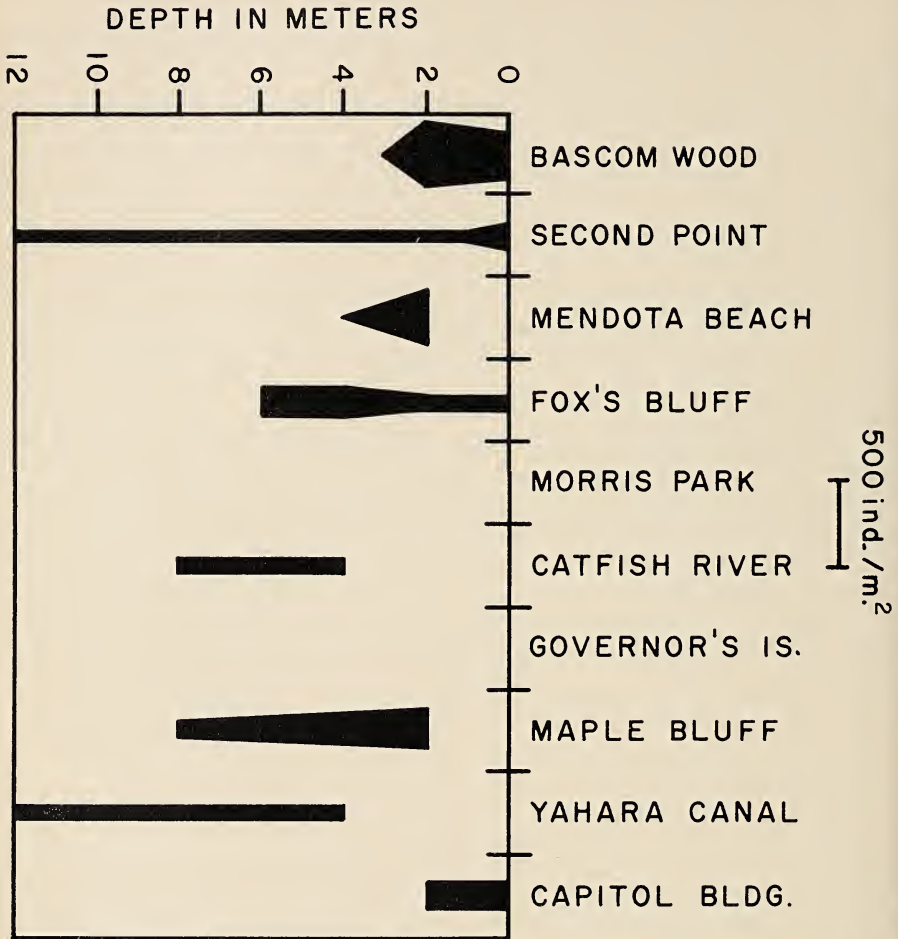 DEPTH IN METERS
12 10 8 6 4 2 0
BASCOM WOOD
SECOND POINT
MENDOTA BEACH
FOX'S BLUFF
MORRIS PARK
CATFISH RIVER
GOVERNOR'S IS.
MAPLE BLUFF
YAHARA CANAL
CAPITOL BLDG.
500 ind./m.²